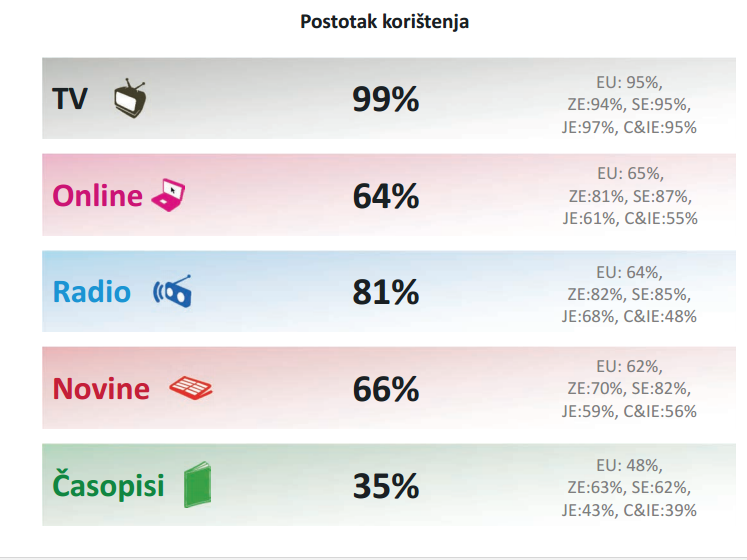 Postotak korištenja
TV 99% EU: 95%,
ZE:94%, SE:95%,
JE:97%, C&IE:95%
Online 64% EU: 65%,
ZE:81%, SE:87%,
JE:61%, C&IE:55%
Radio 81% EU: 64%,
ZE:82%, SE:85%,
JE:68%, C&IE:48%
Novine 66% EU: 62%,
ZE:70%, SE:82%,
JE:59%, C&IE:56%
Časopisi 35% EU: 48%,
ZE:63%, SE:62%,
JE:43%, C&IE:39%